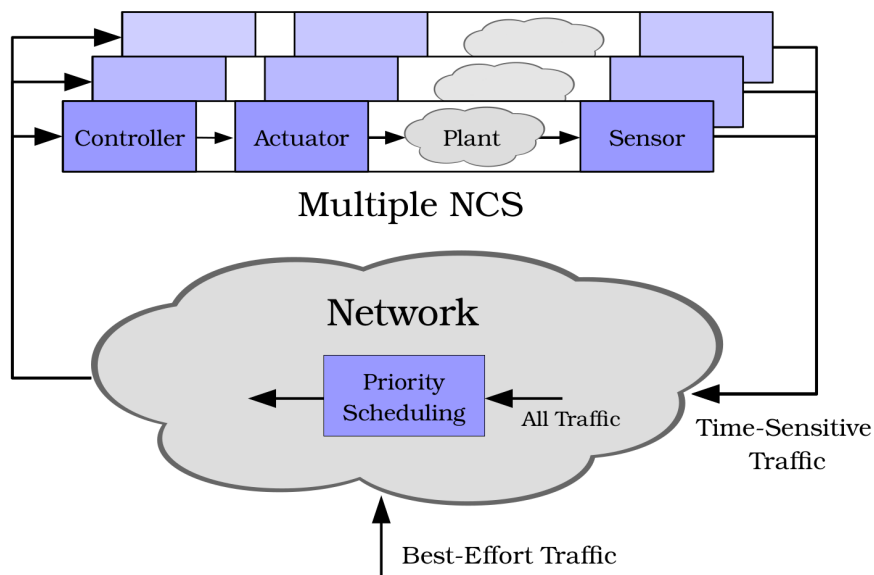 Controller
Actuator
Plant
Sensor
Multiple NCS
Network
Priority
Scheduling
All Traffic
Time-Sensitive
Traffic
Best-Effort Traffic